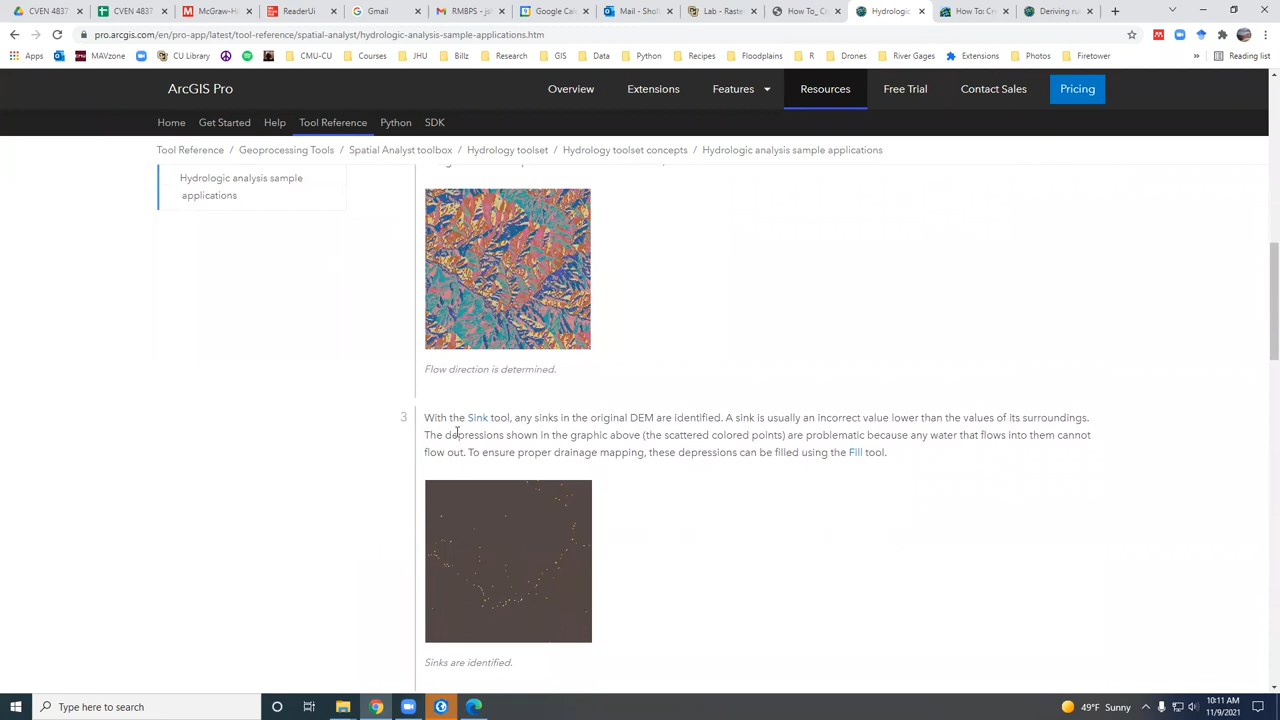 CVEN 4837
CVEN 4837
McGraw-Hi
ReaderUi
Gmail
RMBPS - jsl
Google Cale
Mail - Shol
Lab - Raste
How To_ Cr
Hydrologic
How To: Cr
Deriving ru
pro.arcgis.com/en/pro-app/latest/tool-reference/spatial-analyst/hydrologic-analysis-sample-applications.htm
Apps MAVzone CU Library CMU-CU Courses JHU Billz Research GIS Data Python Recipes Floodplains R Drones River Gages Extensions Photos Firetower » Reading list
ArcGIS Pro Overview Extensions Features Resources Free Trial Contact Sales Pricing
Home Get Started Help Tool Reference Python SDK
Tool Reference / Geoprocessing Tools / Spatial Analyst toolbox / Hydrology toolset / Hydrology toolset concepts / Hydrologic analysis sample applications
Hydrologic analysis sample
applications
Flow direction is determined.
3 With the Sink tool, any sinks in the original DEM are identified. A sink is usually an incorrect value lower than the values of its surroundings.
The depressions shown in the graphic above (the scattered colored points) are problematic because any water that flows into them cannot
flow out. To ensure proper drainage mapping, these depressions can be filled using the Fill tool.
Sinks are identified.
Type here to search
49°F Sunny
10:11 AM
11/9/2021